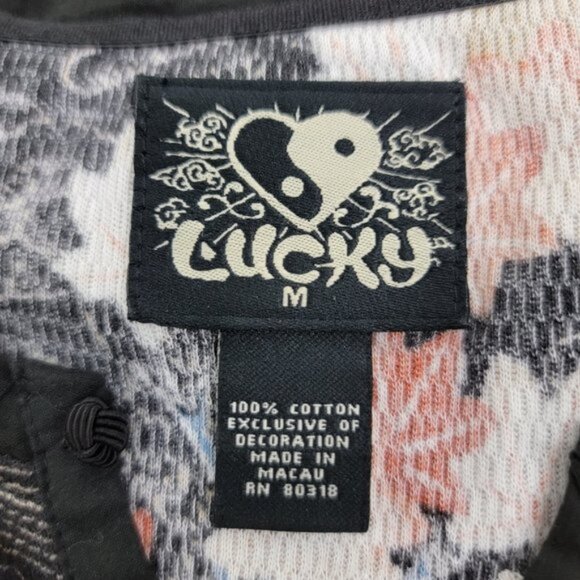 LUCKY
M
100% COTTON
EXCLUSIVE OF
DECORATION
MADE IN
MACAU
RN 80318